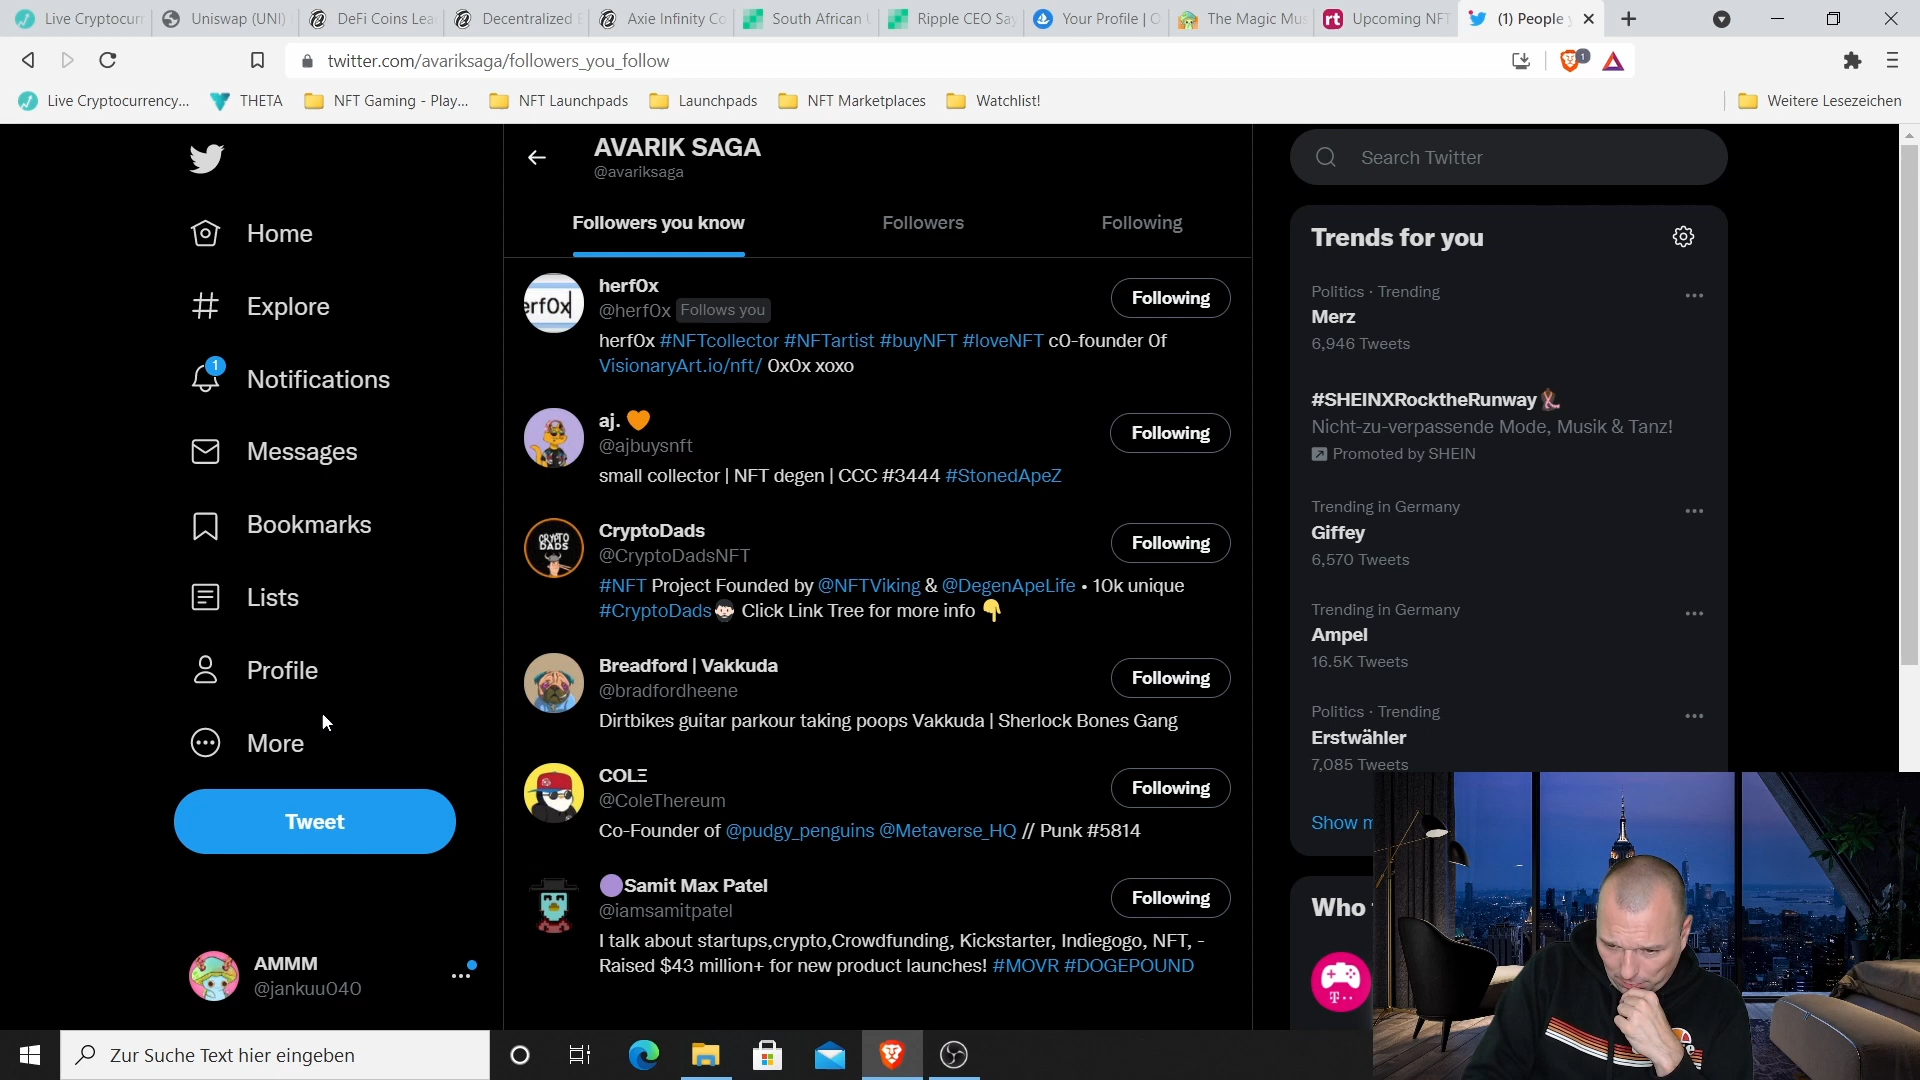 Live Cryptocurr
Uniswap (UNI)
DeFi Coins Lea
Decentralized E
Axie Infinity Co
South African U
Ripple CEO Say
Your Profile | O
The Magic Mus
Upcoming NFT
(1) People y
twitter.com/avariksaga/followers_you_follow
1
Live Cryptocurrency...
THETA
NFT Gaming - Play...
NFT Launchpads
Launchpads
NFT Marketplaces
Watchlist!
Weitere Lesezeichen
Home
Explore
1
Notifications
Messages
Bookmarks
Lists
Profile
More
Tweet
AMMM
@jankuu040
AVARIK SAGA
@avariksaga
Followers you know
Followers
Following
erf0x
herf0x
@herf0x Follows you
Following
herf0x #NFTcollector #NFTartist #buyNFT #loveNFT c0-founder 0f
VisionaryArt.io/nft/ 0x0x xoxo
aj. 🧡
@ajbuysnft
Following
small collector | NFT degen | CCC #3444 #StonedApeZ
CRYPTO
DADS
CryptoDads
@CryptoDadsNFT
Following
#NFT Project Founded by @NFTViking & @DegenApeLife • 10k unique
#CryptoDads🧔🏻 Click Link Tree for more info 👇
Breadford | Vakkuda
@bradfordheene
Following
Dirtbikes guitar parkour taking poops Vakkuda | Sherlock Bones Gang
COLΞ
@ColeThereum
Following
Co-Founder of @pudgy_penguins @Metaverse_HQ // Punk #5814
🟣Samit Max Patel
@iamsamitpatel
Following
I talk about startups,crypto,Crowdfunding, Kickstarter, Indiegogo, NFT, -
Raised $43 million+ for new product launches! #MOVR #DOGEPOUND
Search Twitter
Trends for you
Politics · Trending
Merz
6,946 Tweets
#SHEINXRocktheRunway
Nicht-zu-verpassende Mode, Musik & Tanz!
Promoted by SHEIN
Trending in Germany
Giffey
6,570 Tweets
Trending in Germany
Ampel
16.5K Tweets
Politics · Trending
Erstwähler
7,085 Tweets
Show m
Who
T
Zur Suche Text hier eingeben